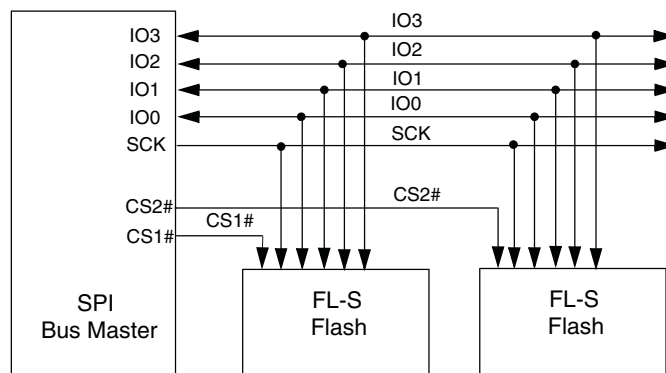 IO3
IO3
IO2
IO2
IO1
IO1
IO0
IO0
SCK
SCK
CS2#
CS2#
CS1#
CS1#
SPI
Bus Master
FL-S
Flash
FL-S
Flash